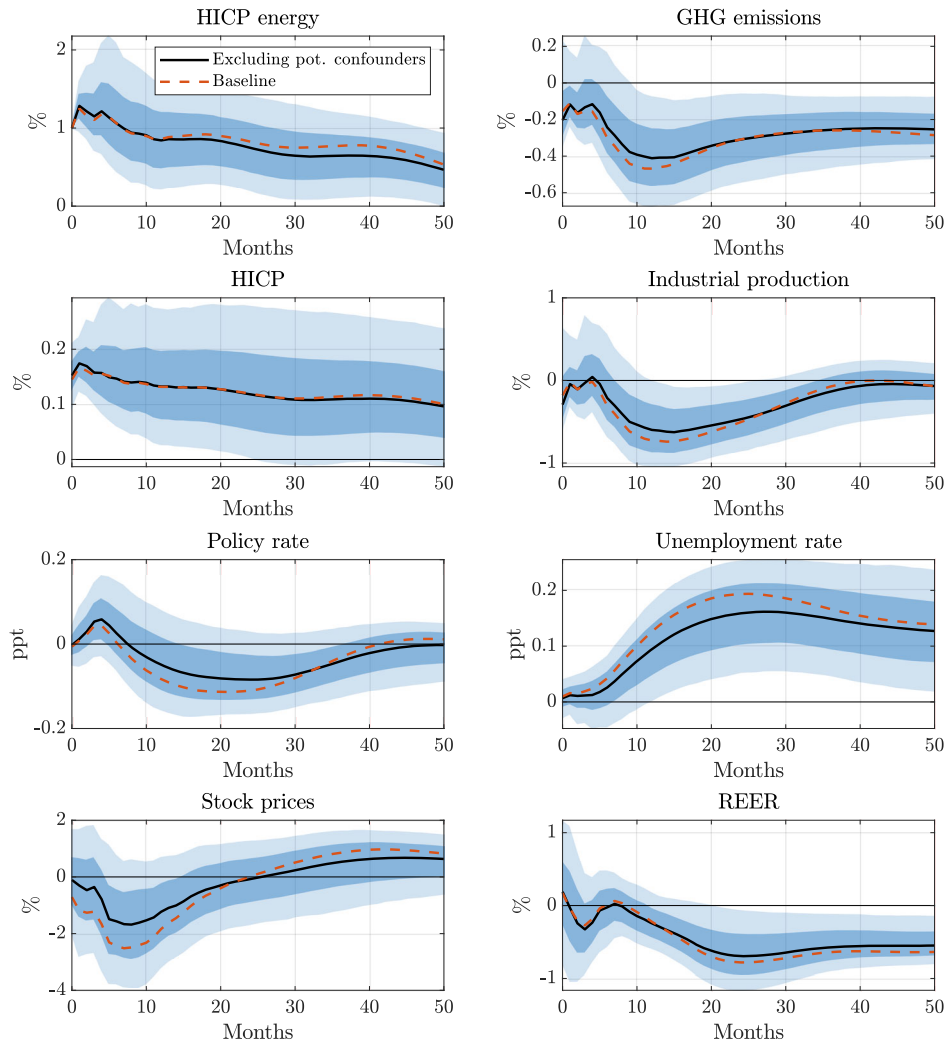 HICP energy
2
1
0
%
Excluding pot. confounders
Baseline
0 10 20 30 40 50
Months
GHG emissions
0.2
0
-0.2
-0.4
-0.6
%
0 10 20 30 40 50
Months
HICP
0.2
0.1
0
%
0 10 20 30 40 50
Months
Industrial production
1
0
-1
%
0 10 20 30 40 50
Months
Policy rate
0.2
0
-0.2
ppt
0 10 20 30 40 50
Months
Unemployment rate
0.2
0.1
0
ppt
0 10 20 30 40 50
Months
Stock prices
2
0
-2
-4
%
0 10 20 30 40 50
Months
REER
1
0
-1
%
0 10 20 30 40 50
Months